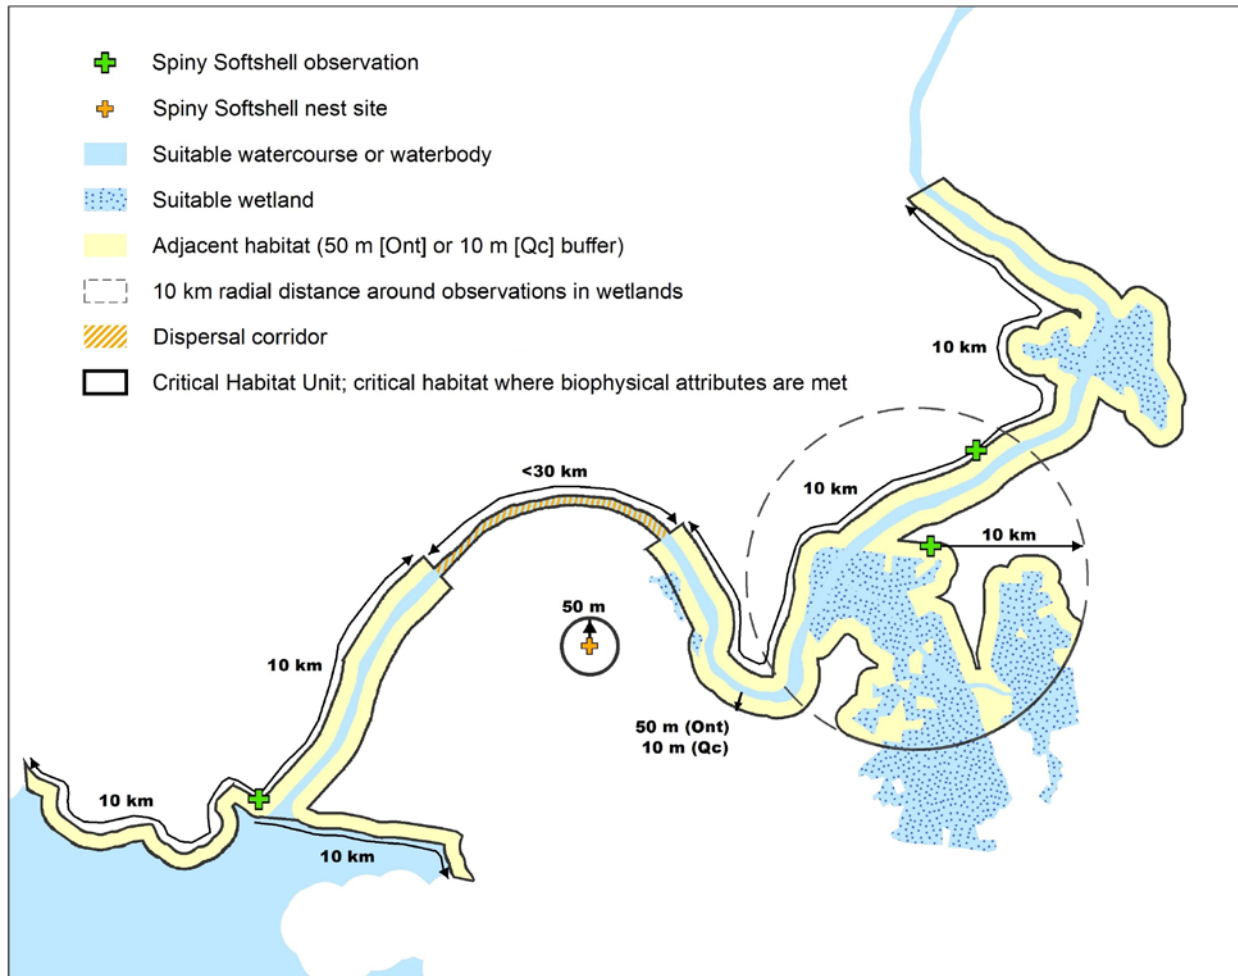 Spiny Softshell observation
Spiny Softshell nest site
Suitable watercourse or waterbody
Suitable wetland
Adjacent habitat (50 m [Ont] or 10 m [Qc] buffer)
10 km radial distance around observations in wetlands
Dispersal corridor
Critical Habitat Unit; critical habitat where biophysical attributes are met
10 km
<30 km
10 km
10 km
50 m
10 km
50 m (Ont)
10 m (Qc)
10 km
10 km